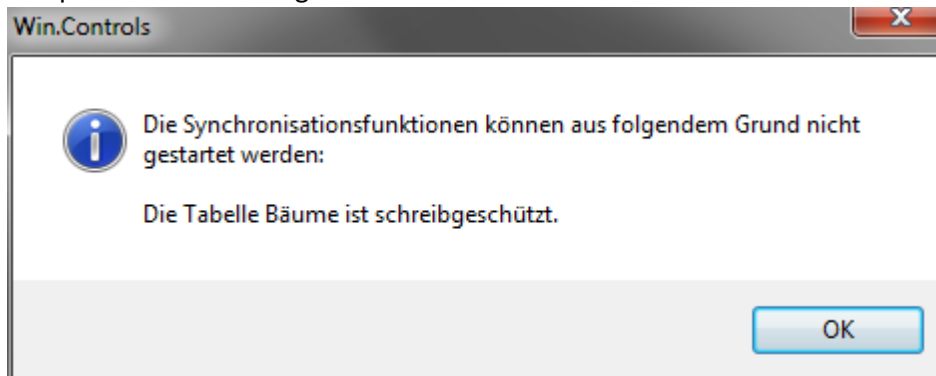 Win.Controls
Die Synchronisationsfunktionen können aus folgendem Grund nicht
gestartet werden:
Die Tabelle Bäume ist schreibgeschützt.
OK